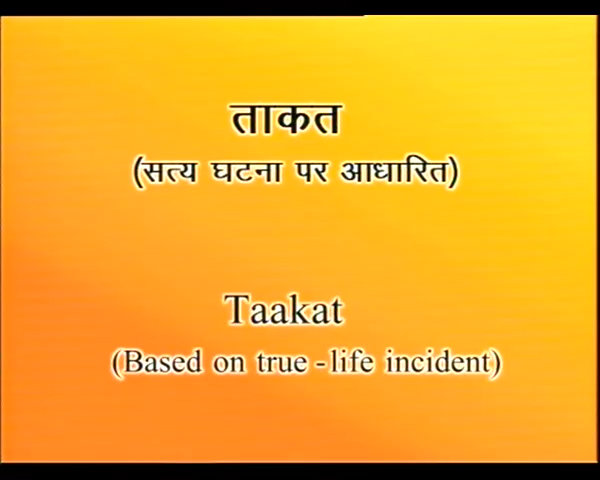 ताकत
(सत्य घटना पर आधारित)
Taakat
(Based on true - life incident)